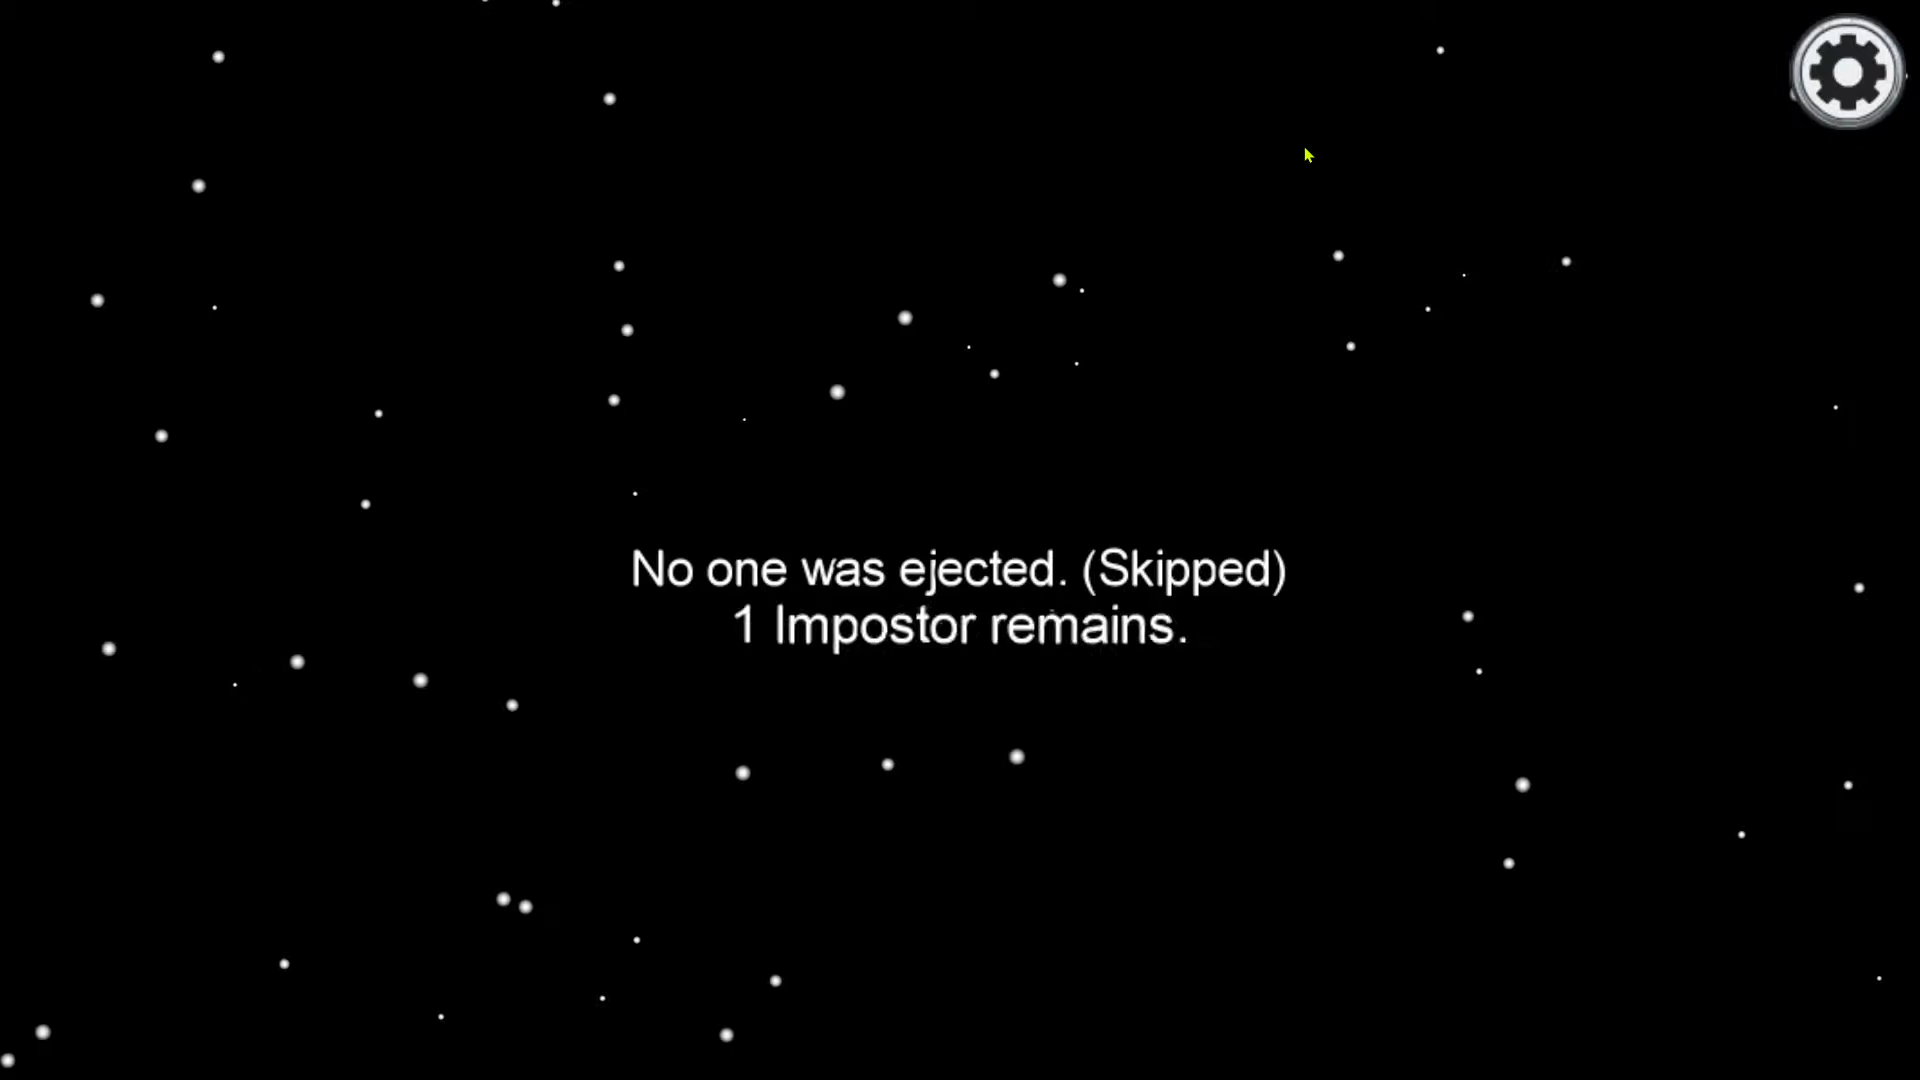 No one was ejected. (Skipped)
1 Impostor remains.